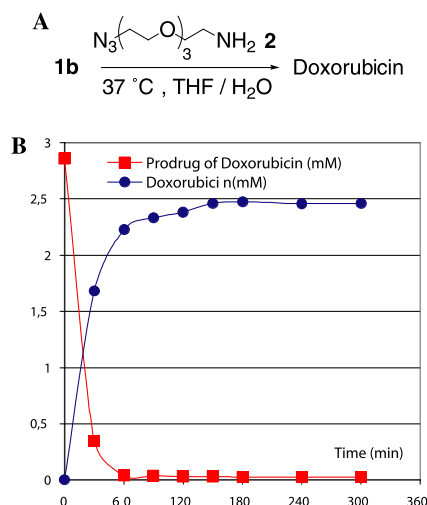 A
N3 O 3 NH2 2
1b 37 °C , THF / H2O Doxorubicin
B
3
Prodrug of Doxorubicin (mM)
Doxorubici n(mM)
2,5
2
1,5
1
0,5
Time (min)
0
0 6 0 120 180 240 300 360